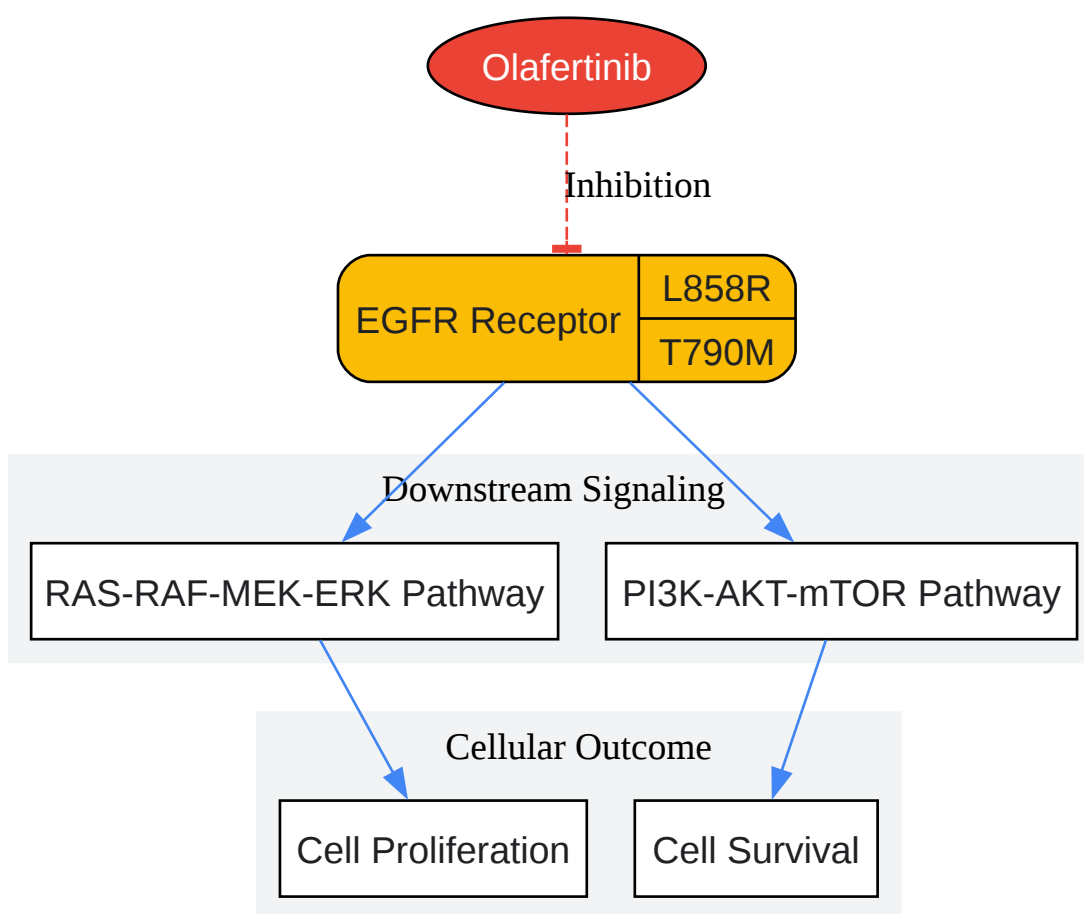 Olafertinib
Inhibition
EGFR Receptor
L858R
T790M
Downstream Signaling
RAS-RAF-MEK-ERK Pathway
PI3K-AKT-mTOR Pathway
Cellular Outcome
Cell Proliferation
Cell Survival